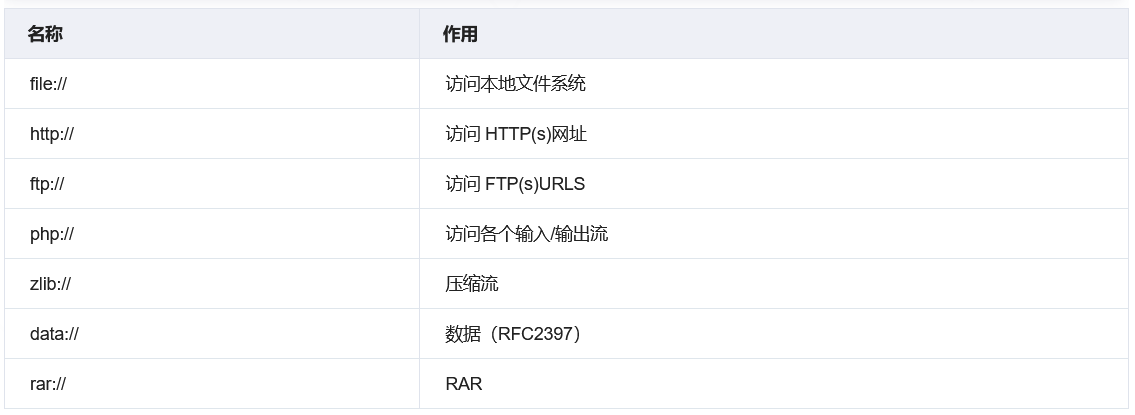 名称 作用
file:// 访问本地文件系统
http:// 访问 HTTP(s)网址
ftp:// 访问 FTP(s)URLS
php:// 访问各个输入/输出流
zlib:// 压缩流
data:// 数据（RFC2397）
rar:// RAR